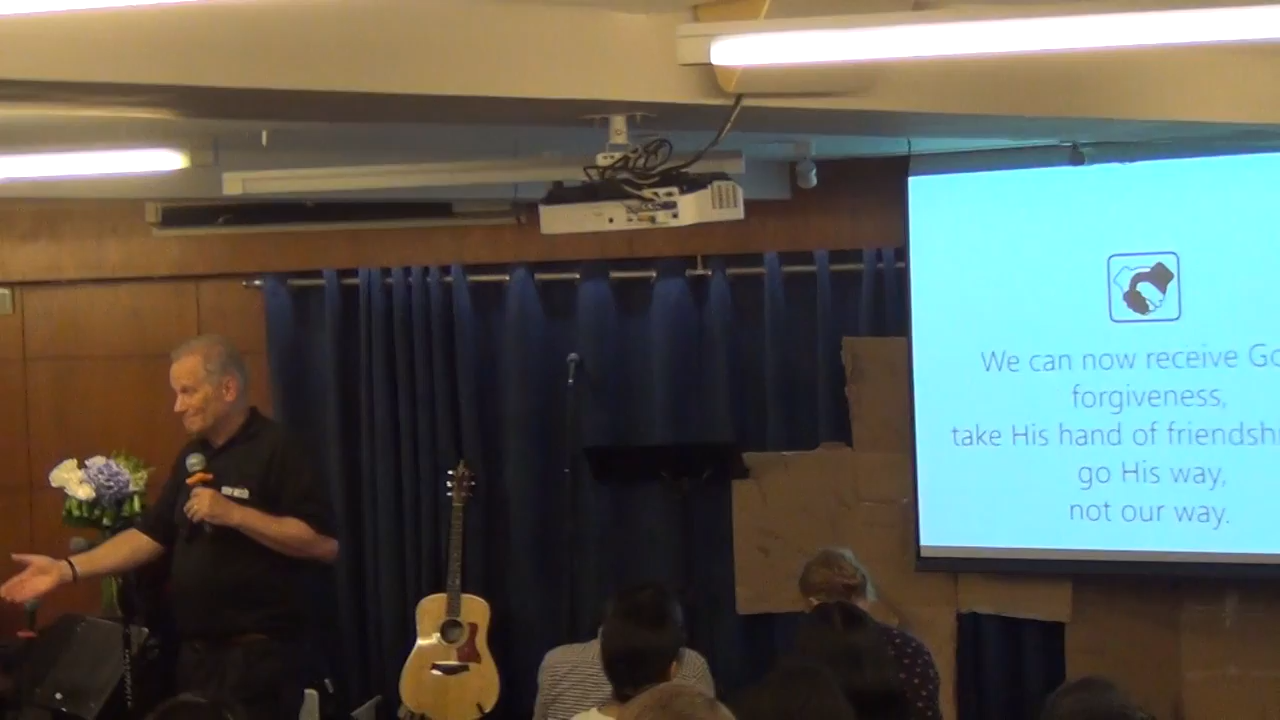 We can now receive
forgiveness,
take His hand of
go His way,
not our way.